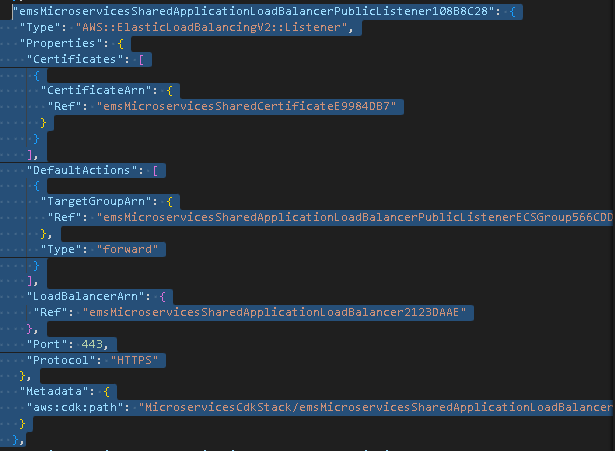 "emsMicroservicesSharedApplicationLoadBalancerPublicListener108B8C28": {
"Type": "AWS::ElasticLoadBalancingV2::Listener",
"Properties": {
"Certificates": [
{
"CertificateArn": {
"Ref": "emsMicroservicesSharedCertificateE9984DB7"
}
}
],
"DefaultActions": [
{
"TargetGroupArn": {
"Ref": "emsMicroservicesSharedApplicationLoadBalancerPublicListenerECSGroup566CDD
},
"Type": "forward"
}
],
"LoadBalancerArn": {
"Ref": "emsMicroservicesSharedApplicationLoadBalancer2123DAAE"
},
"Port": 443,
"Protocol": "HTTPS"
},
"Metadata": {
"aws:cdk:path": "MicroservicesCdkStack/emsMicroservicesSharedApplicationLoadBalancer
}
},